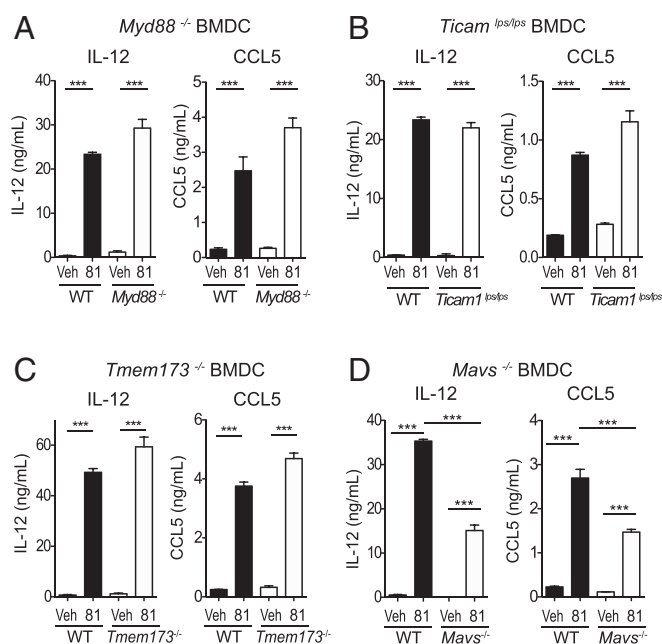 A
Myd88 -/- BMDC
IL-12
CCL5
IL-12 (ng/mL)
40
30
20
10
0
***
***
Veh 81 Veh 81
WT Myd88-/-
CCL5 (ng/mL)
6
5
4
3
2
1
0
***
***
Veh 81 Veh 81
WT Myd88-/-
B
Ticam lps/lps BMDC
IL-12
CCL5
IL-12 (ng/mL)
30
20
10
0
***
***
Veh 81 Veh 81
WT Ticam1 lps/lps
CCL5 (ng/mL)
1.5
1.0
0.5
0.0
***
***
Veh 81 Veh 81
WT Ticam1 lps/lps
C
Tmem173 -/- BMDC
IL-12
CCL5
IL-12 (ng/mL)
60
40
20
0
***
***
Veh 81 Veh 81
WT Tmem173-/-
CCL5 (ng/mL)
6
4
2
0
***
***
Veh 81 Veh 81
WT Tmem173-/-
D
Mavs -/- BMDC
IL-12
CCL5
IL-12 (ng/mL)
40
30
20
10
0
***
***
***
Veh 81 Veh 81
WT Mavs-/-
CCL5 (ng/mL)
4
3
2
1
0
***
***
***
Veh 81 Veh 81
WT Mavs-/-